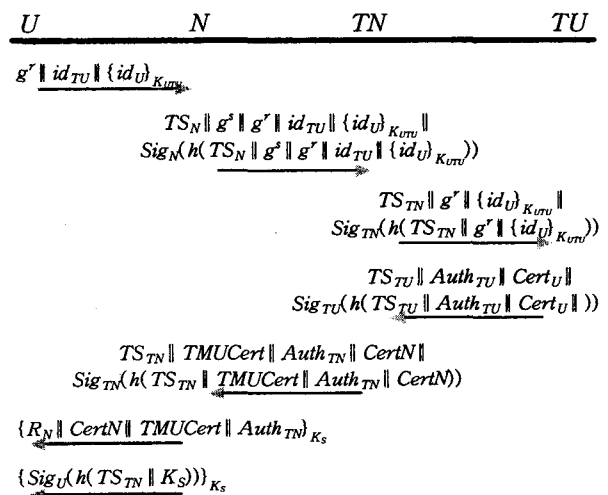 U N TN TU
g^r ‖ id_TU ‖ {id_U}_K_UTU
TS_N ‖ g^s ‖ g^r ‖ id_TU ‖ {id_U}_K_UTU ‖
Sig_N(h(TS_N ‖ g^s ‖ g^r ‖ id_TU ‖ {id_U}_K_UTU))
TS_TN ‖ g^r ‖ {id_U}_K_UTU ‖
Sig_TN(h(TS_TN ‖ g^r ‖ {id_U}_K_UTU))
TS_TU ‖ Auth_TU ‖ Cert_U ‖
Sig_TU(h(TS_TU ‖ Auth_TU ‖ Cert_U ‖))
TS_TN ‖ TMUCert ‖ Auth_TN ‖ CertN ‖
Sig_TN(h(TS_TN ‖ TMUCert ‖ Auth_TN ‖ CertN))
{R_N ‖ CertN ‖ TMUCert ‖ Auth_TN}_K_S
{Sig_U(h(TS_TN ‖ K_S))}_K_S